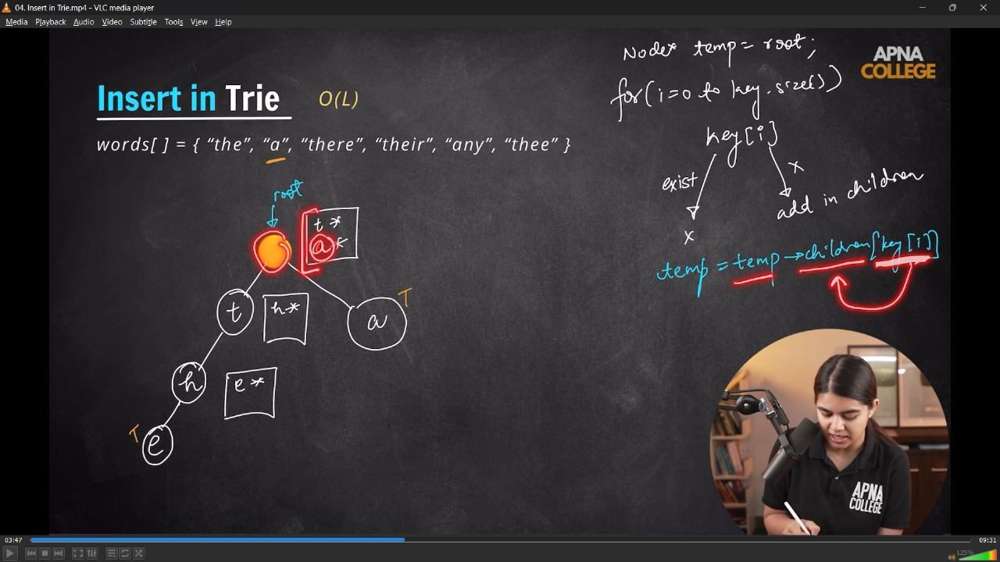 04. Insert in Trie.mp4 - VLC media player
Media Playback Audio Video Subtitle Tools View Help
Node* temp = root;
for(i=0 to key.size())
APNA
COLLEGE
Insert in Trie O(L)
words[ ] = { “the”, “a”, “there”, “their”, “any”, “thee” }
key[i]
exist
x
x
add in children
temp = temp→children[key[i]]
root
t *
a *
t
h*
a
T
h
e *
T
e
APNA
COLLEGE
03:47
09:31
125%